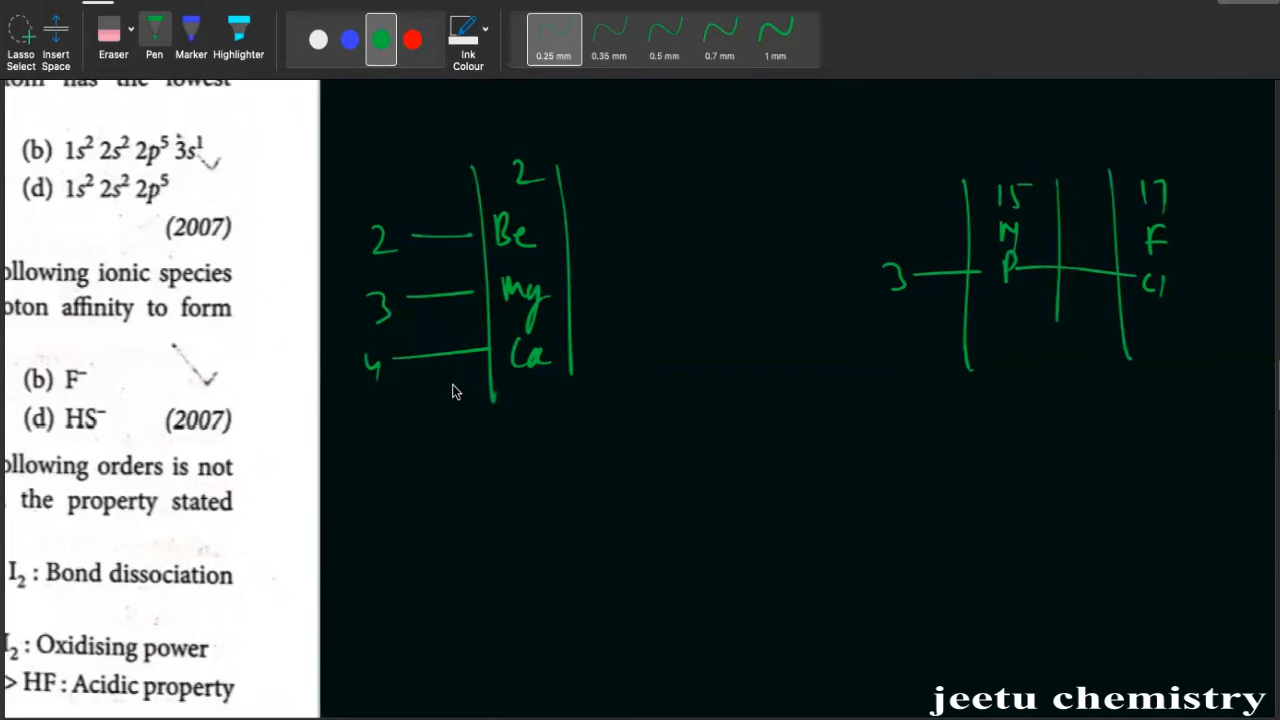 Lasso Select
Insert Space
Eraser
Pen
Marker
Highlighter
Ink Colour
0.25 mm
0.35 mm
0.5 mm
0.7 mm
1 mm
has the lowest
(b) 1s² 2s² 2p⁵ 3s¹
(d) 1s² 2s² 2p⁵
(2007)
ollowing ionic species
oton affinity to form
(b) F⁻
(d) HS⁻ (2007)
ollowing orders is not
the property stated
I₂ : Bond dissociation
I₂ : Oxidising power
> HF : Acidic property
2
2 Be
3 Mg
4 Ca
15 17
N F
3 P Cl
jeetu chemistry